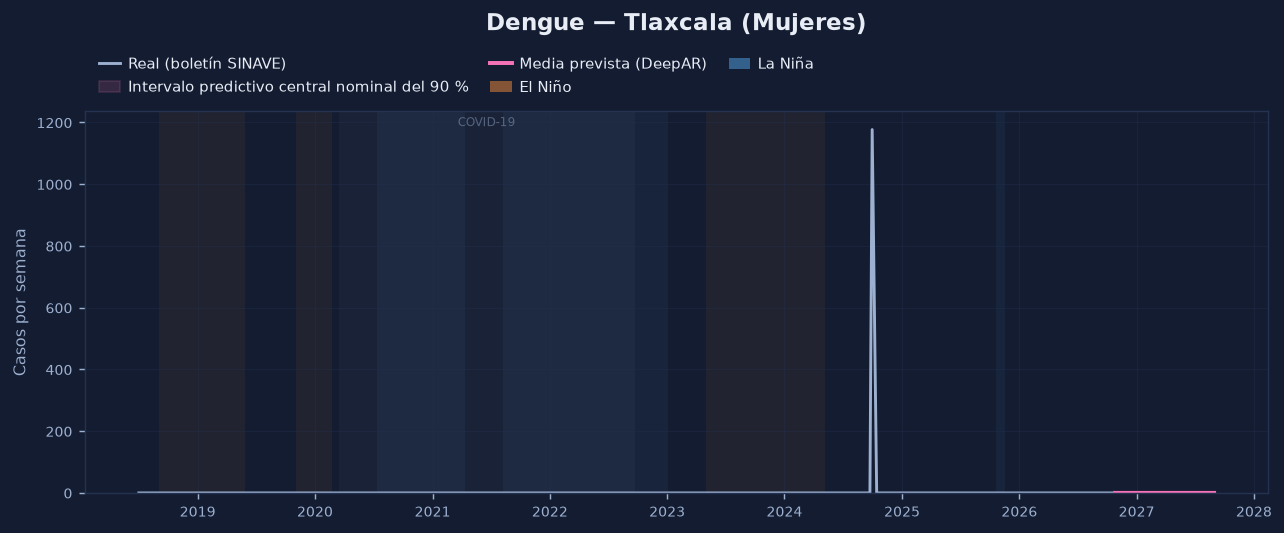 Dengue — Tlaxcala (Mujeres)
Real (boletín SINAVE)
Media prevista (DeepAR)
La Niña
Intervalo predictivo central nominal del 90 %
El Niño
COVID-19
Casos por semana
1200
1000
800
600
400
200
0
2019
2020
2021
2022
2023
2024
2025
2026
2027
2028